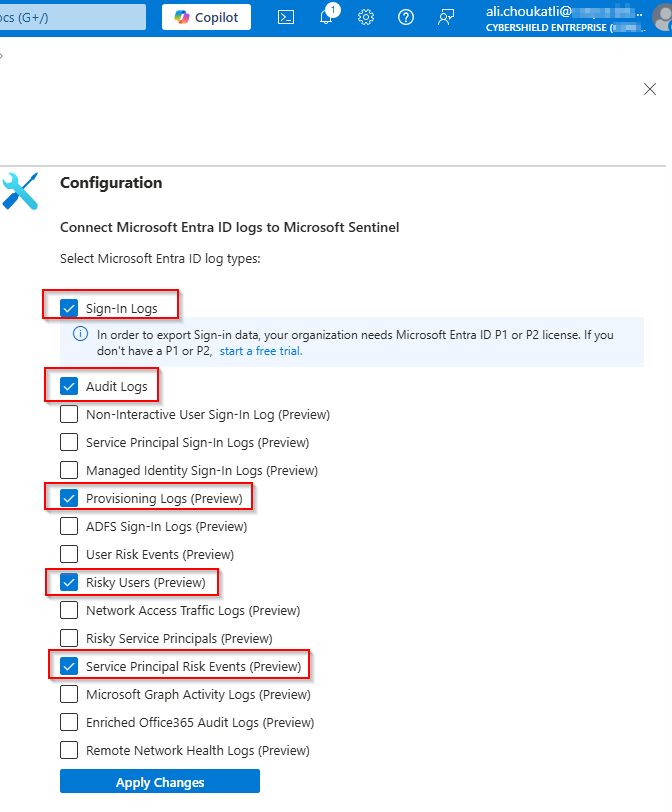 ocs (G+/)
Copilot
1
ali.choukatli@
CYBERSHIELD ENTREPRISE (
Configuration
Connect Microsoft Entra ID logs to Microsoft Sentinel
Select Microsoft Entra ID log types:
Sign-In Logs
In order to export Sign-in data, your organization needs Microsoft Entra ID P1 or P2 license. If you
don't have a P1 or P2, start a free trial.
Audit Logs
Non-Interactive User Sign-In Log (Preview)
Service Principal Sign-In Logs (Preview)
Managed Identity Sign-In Logs (Preview)
Provisioning Logs (Preview)
ADFS Sign-In Logs (Preview)
User Risk Events (Preview)
Risky Users (Preview)
Network Access Traffic Logs (Preview)
Risky Service Principals (Preview)
Service Principal Risk Events (Preview)
Microsoft Graph Activity Logs (Preview)
Enriched Office365 Audit Logs (Preview)
Remote Network Health Logs (Preview)
Apply Changes